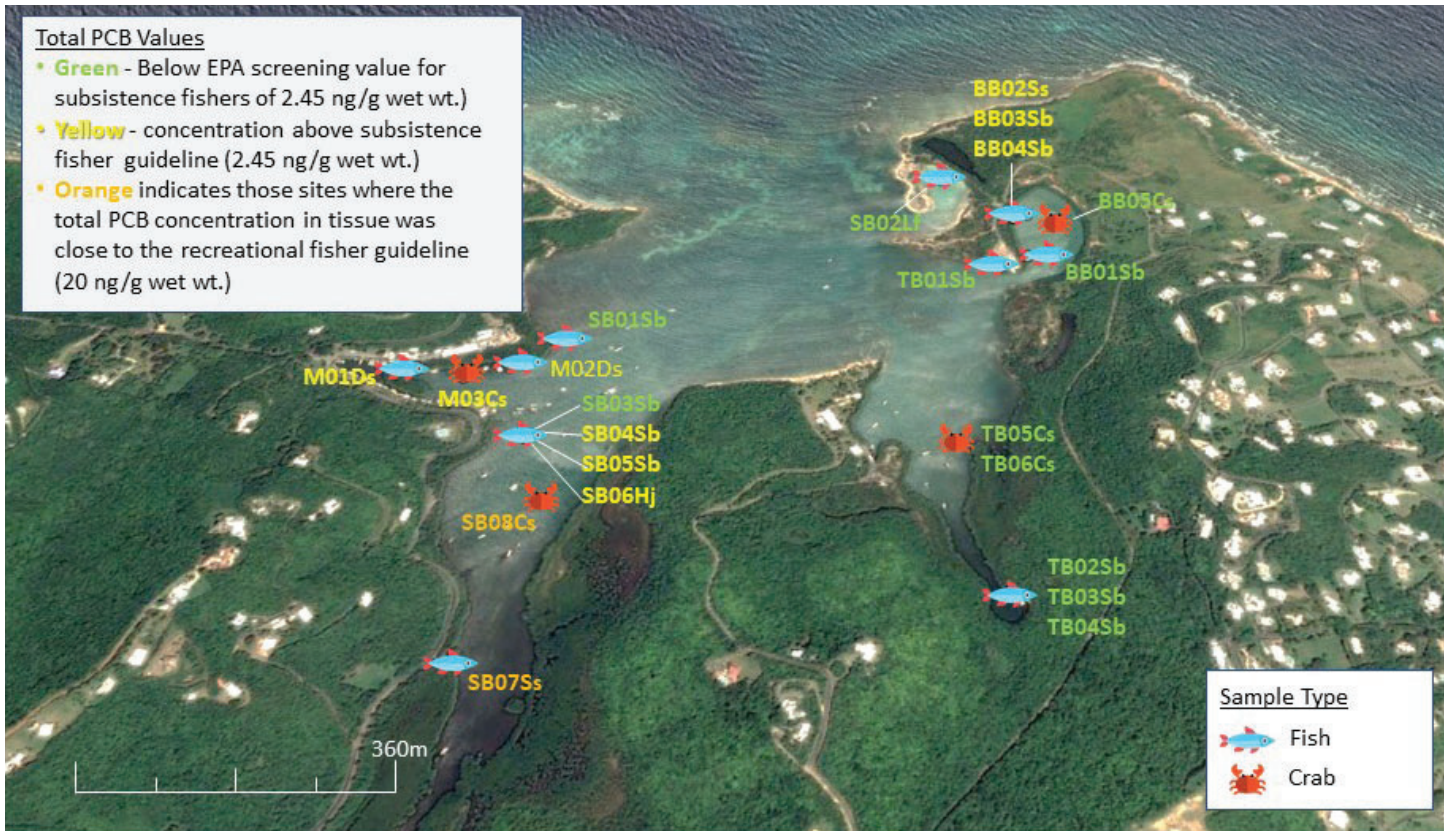 Total PCB Values
• Green - Below EPA screening value for
subsistence fishers of 2.45 ng/g wet wt.)
• Yellow - concentration above subsistence
fisher guideline (2.45 ng/g wet wt.)
• Orange indicates those sites where the
total PCB concentration in tissue was
close to the recreational fisher guideline
(20 ng/g wet wt.)
BB02Ss
BB03Sb
BB04Sb
BB05Cs
SB02Lf
TB01Sb
BB01Sb
SB01Sb
M01Ds
M02Ds
M03Cs
SB03Sb
SB04Sb
SB05Sb
SB06Hj
TB05Cs
TB06Cs
SB08Cs
TB02Sb
TB03Sb
TB04Sb
SB07Ss
360m
Sample Type
Fish
Crab